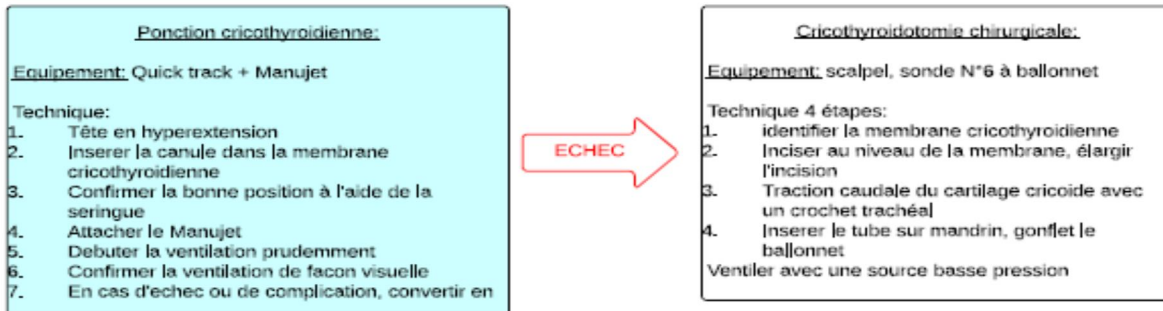 Ponction cricothyroidienne:
Equipement: Quick track + Manujet
Technique:
1. Tête en hyperextension
2. Inserer la canule dans la membrane
cricothyroidienne
3. Confirmer la bonne position à l'aide de la
seringue
4. Attacher le Manujet
5. Debuter la ventilation prudemment
6. Confirmer la ventilation de facon visuelle
7. En cas d'echec ou de complication, convertir en
ECHEC
Cricothyroidotomie chirurgicale:
Equipement: scalpel, sonde N°6 à ballonnet
Technique 4 étapes:
1. identifier la membrane cricothyroidienne
2. Inciser au niveau de la membrane, élargir
l'incision
3. Traction caudale du cartilage cricoide avec
un crochet trachéal
4. Inserer le tube sur mandrin, gonflet le
ballonnet
Ventiler avec une source basse pression